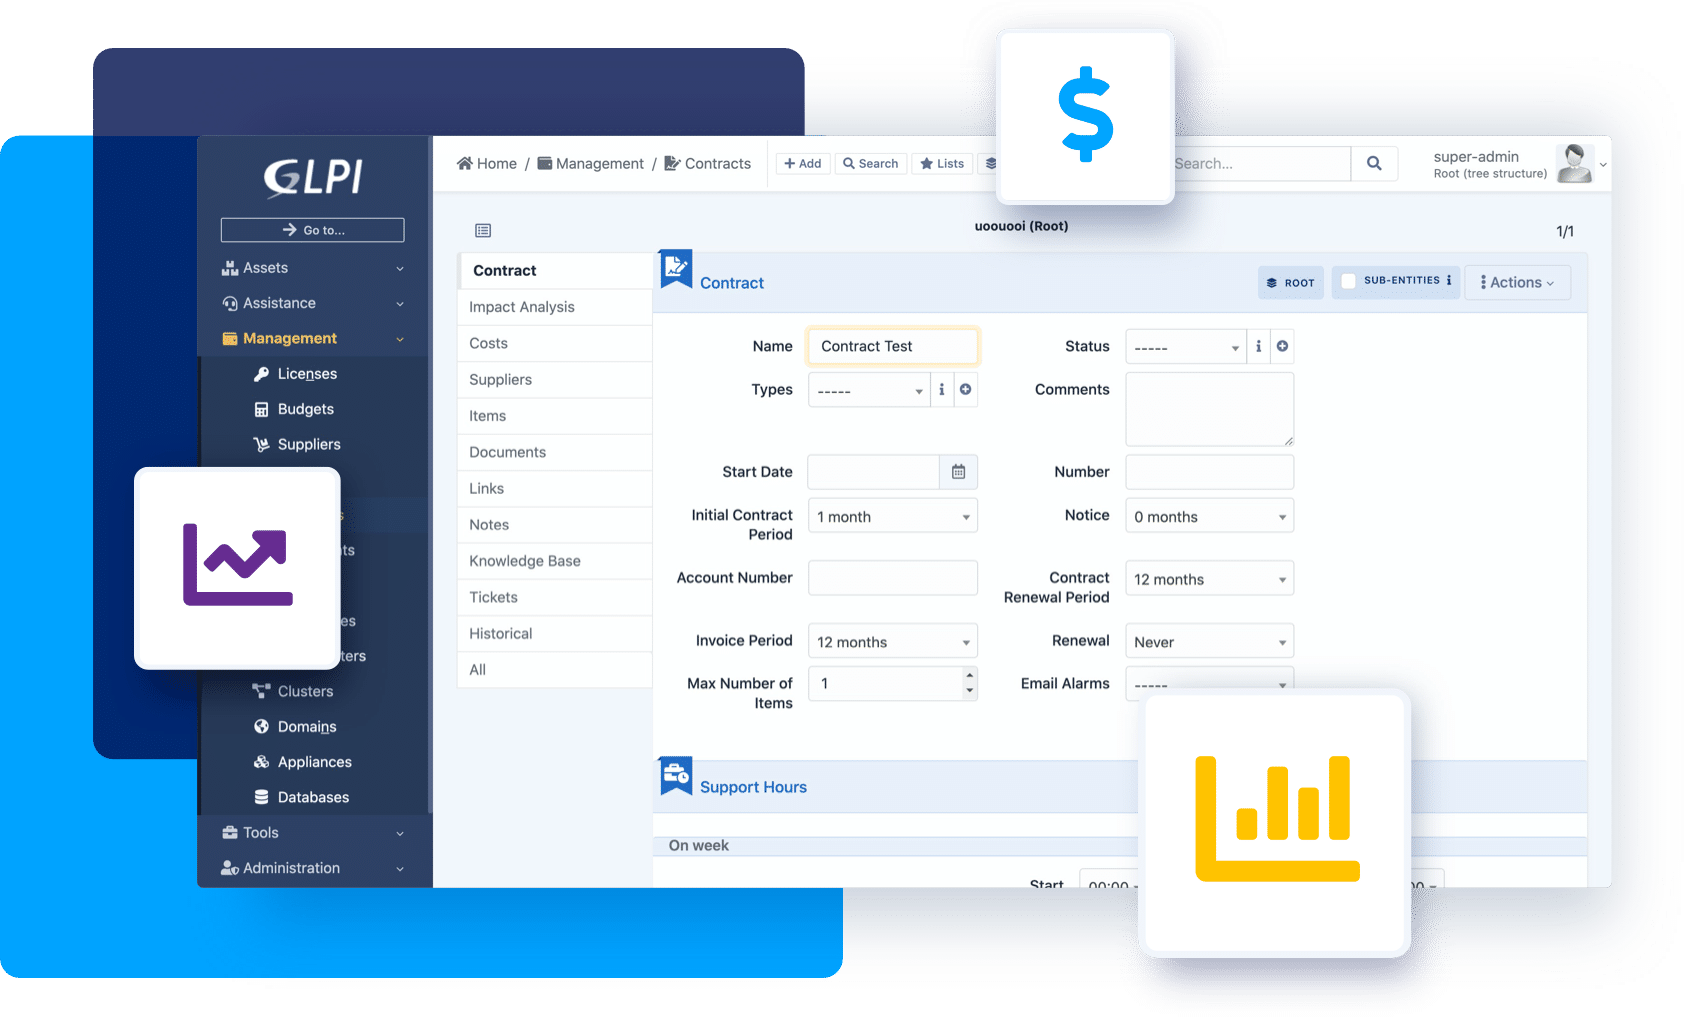 GLPI
Go to...
Assets
Assistance
Management
Licenses
Budgets
Suppliers
s
ts
es
ters
Clusters
Domains
Appliances
Databases
Tools
Administration
Home / Management / Contracts
Add
Search
Lists
Search...
super-admin
Root (tree structure)
uoouooi (Root)
1/1
Contract
Impact Analysis
Costs
Suppliers
Items
Documents
Links
Notes
Knowledge Base
Tickets
Historical
All
Contract
ROOT
SUB-ENTITIES
Actions
Name
Contract Test
Status
-----
Types
-----
Comments
Start Date
Number
Initial Contract
Period
1 month
Notice
0 months
Account Number
Contract
Renewal Period
12 months
Invoice Period
12 months
Renewal
Never
Max Number of
Items
1
Email Alarms
-----
Support Hours
On week
Start
00:00
00
$